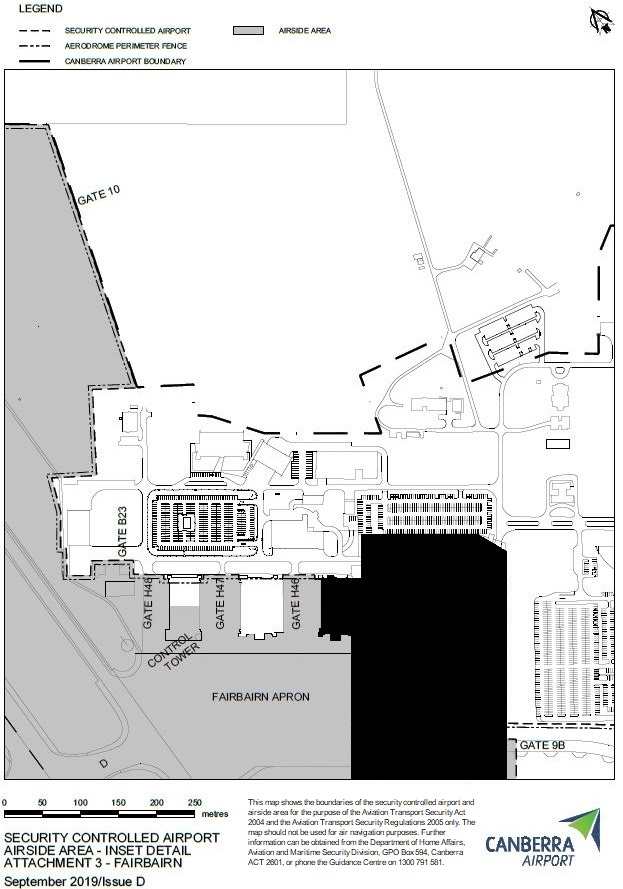 LEGEND
SECURITY CONTROLLED AIRPORT
AIRSIDE AREA
AERODROME PERIMETER FENCE
CANBERRA AIRPORT BOUNDARY
GATE 10
GATE B23
GATE H48
GATE H47
GATE H46
CONTROL
TOWER
FAIRBAIRN APRON
D
GATE 9B
0 50 100 150 200 250
metres
SECURITY CONTROLLED AIRPORT
AIRSIDE AREA - INSET DETAIL
ATTACHMENT 3 - FAIRBAIRN
September 2019/Issue D
This map shows the boundaries of the security controlled airport and
airside area for the purpose of the Aviation Transport Security Act
2004 and the Aviation Transport Security Regulations 2005 only. The
map should not be used for air navigation purposes. Further
information can be obtained from the Department of Home Affairs,
Aviation and Maritime Security Division, GPO Box 594, Canberra
ACT 2601, or phone the Guidance Centre on 1300 791 581.
CANBERRA
AIRPORT